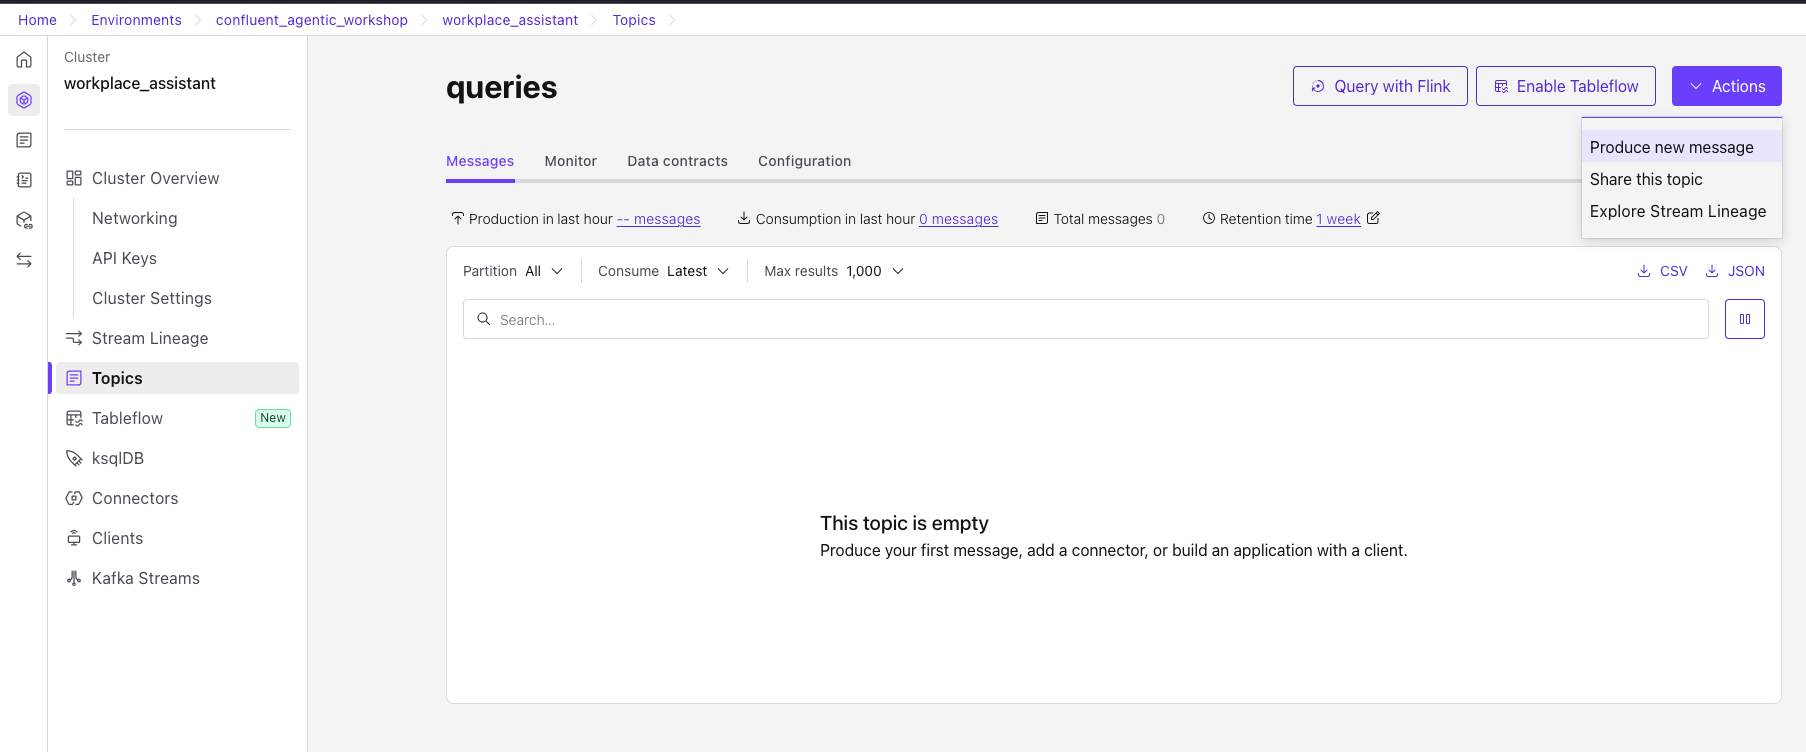 Home Environments confluent_agentic_workshop workplace_assistant Topics
Cluster
workplace_assistant
Cluster Overview
Networking
API Keys
Cluster Settings
Stream Lineage
Topics
Tableflow New
ksqlDB
Connectors
Clients
Kafka Streams
queries
Query with Flink
Enable Tableflow
Actions
Produce new message
Share this topic
Explore Stream Lineage
Messages Monitor Data contracts Configuration
Production in last hour -- messages Consumption in last hour 0 messages Total messages 0 Retention time 1 week
Partition All Consume Latest Max results 1,000 CSV JSON
Search...
This topic is empty
Produce your first message, add a connector, or build an application with a client.